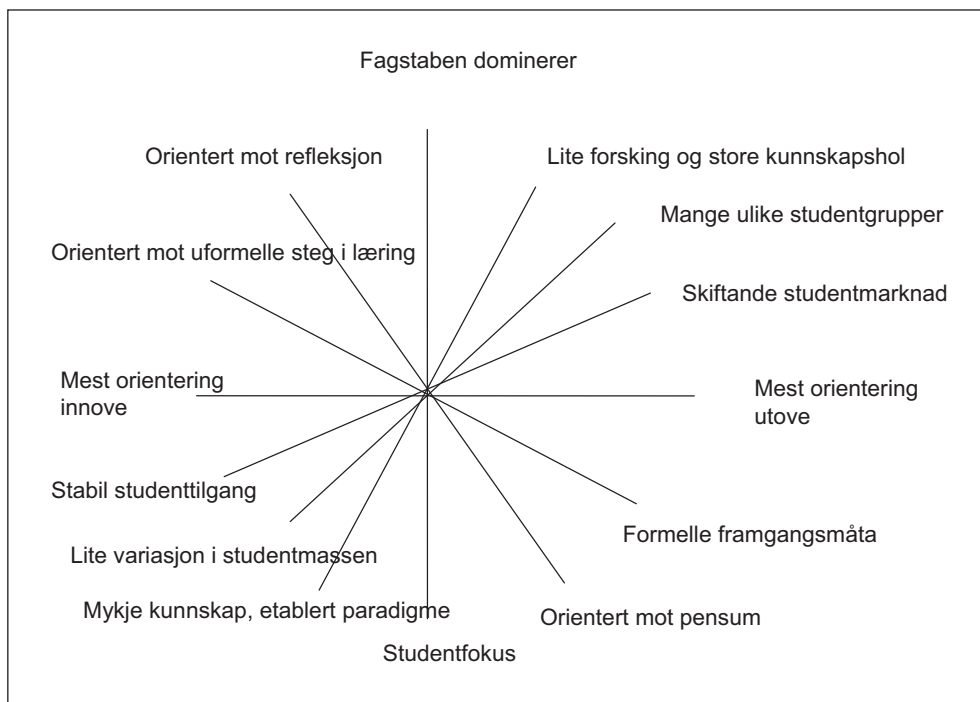 Fagstaben dominerer
Orientert mot refleksjon
Lite forsking og store kunnskapshol
Mange ulike studentgrupper
Orientert mot uformelle steg i læring
Skiftande studentmarknad
Mest orientering
innove
Mest orientering
utove
Stabil studenttilgang
Formelle framgangsmåta
Lite variasjon i studentmassen
Mykje kunnskap, etablert paradigme
Orientert mot pensum
Studentfokus